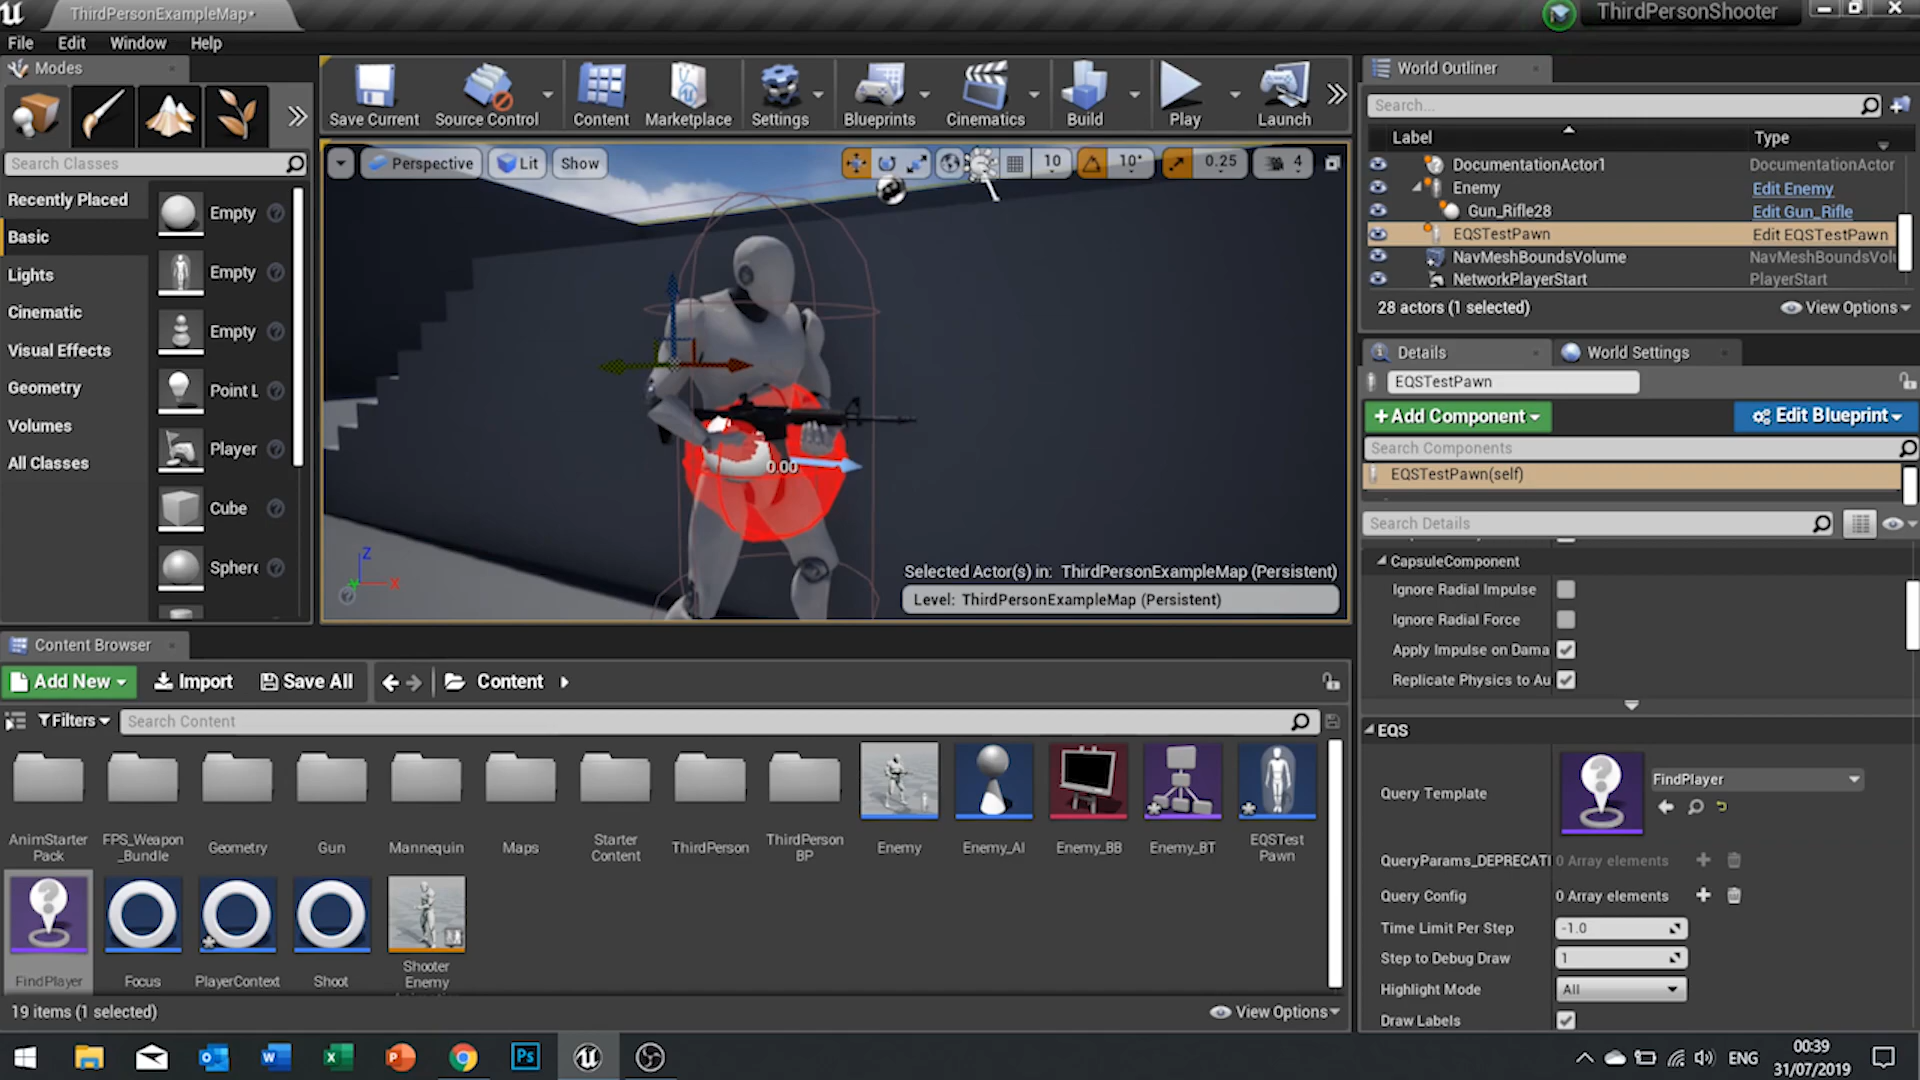 ThirdPersonExampleMap*
ThirdPersonShooter
File Edit Window Help
Modes
Save Current
Source Control
Content
Marketplace
Settings
Blueprints
Cinematics
Build
Play
Launch
Search Classes
Recently Placed
Basic
Lights
Cinematic
Visual Effects
Geometry
Volumes
All Classes
Empty
Empty
Empty
Point L
Player
Cube
Sphere
Perspective
Lit
Show
10
10°
0.25
4
0.00
Z
X
Selected Actor(s) in: ThirdPersonExampleMap (Persistent)
Level: ThirdPersonExampleMap (Persistent)
World Outliner
Search...
Label Type
DocumentationActor1 DocumentationActor
Enemy Edit Enemy
Gun_Rifle28 Edit Gun_Rifle
EQSTestPawn Edit EQSTestPawn
NavMeshBoundsVolume NavMeshBoundsVolu
NetworkPlayerStart PlayerStart
28 actors (1 selected)
View Options
Details
World Settings
EQSTestPawn
+Add Component
Edit Blueprint
Search Components
EQSTestPawn(self)
Search Details
CapsuleComponent
Ignore Radial Impulse
Ignore Radial Force
Apply Impulse on Dama
Replicate Physics to Au
EQS
Query Template
FindPlayer
QueryParams_DEPRECATI 0 Array elements
Query Config 0 Array elements
Time Limit Per Step -1.0
Step to Debug Draw 1
Highlight Mode All
Draw Labels
Content Browser
Add New
Import
Save All
Content
Filters
Search Content
AnimStarter
Pack
FPS_Weapon
_Bundle
Geometry
Gun
Mannequin
Maps
Starter
Content
ThirdPerson
ThirdPerson
BP
Enemy
Enemy_AI
Enemy_BB
Enemy_BT
EQSTest
Pawn
FindPlayer
Focus
PlayerContext
Shoot
Shooter
Enemy
19 items (1 selected)
View Options
Ps
ENG
00:39
31/07/2019